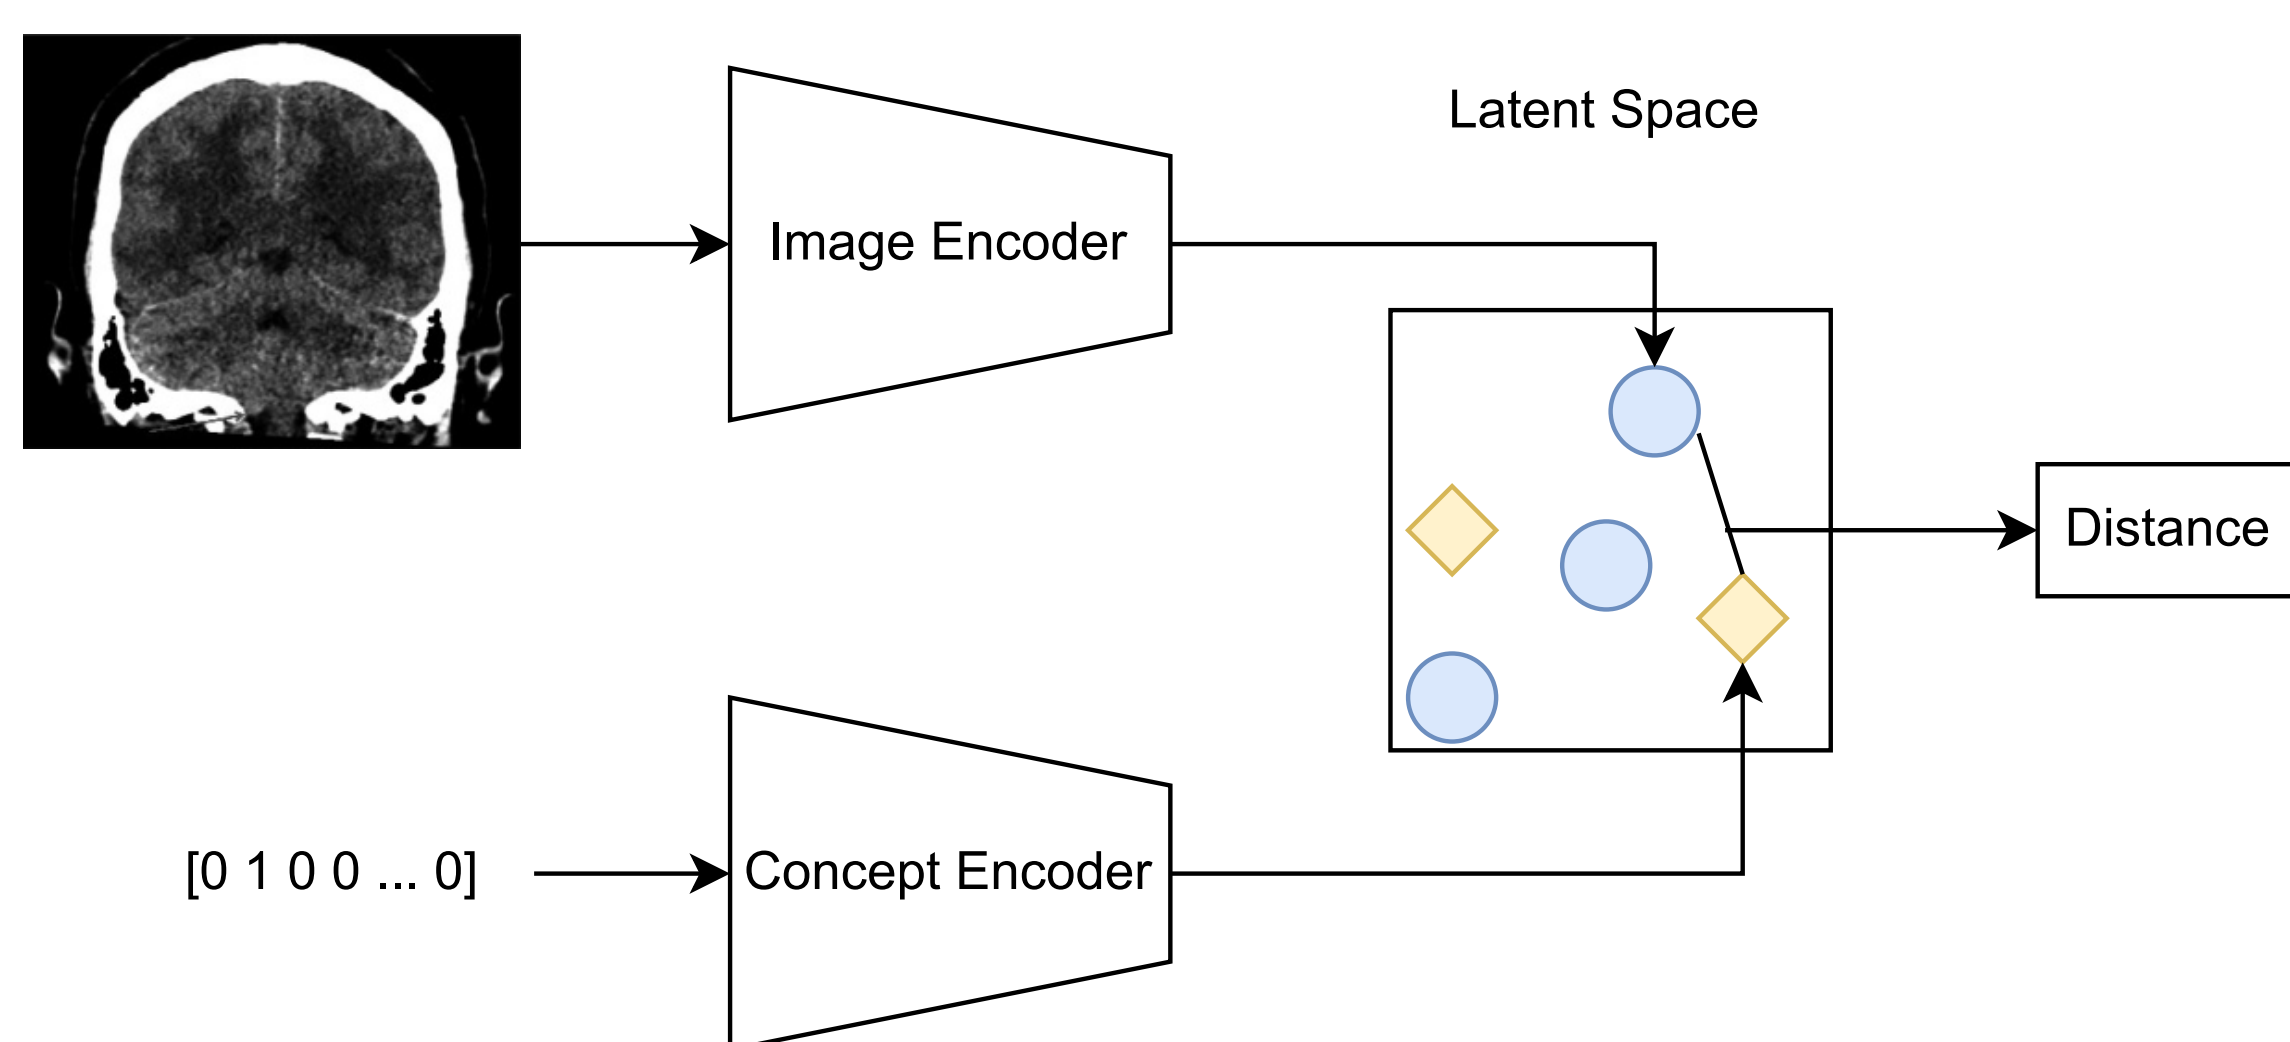 Latent Space
Image Encoder
Distance
[0 1 0 0 ... 0]
Concept Encoder